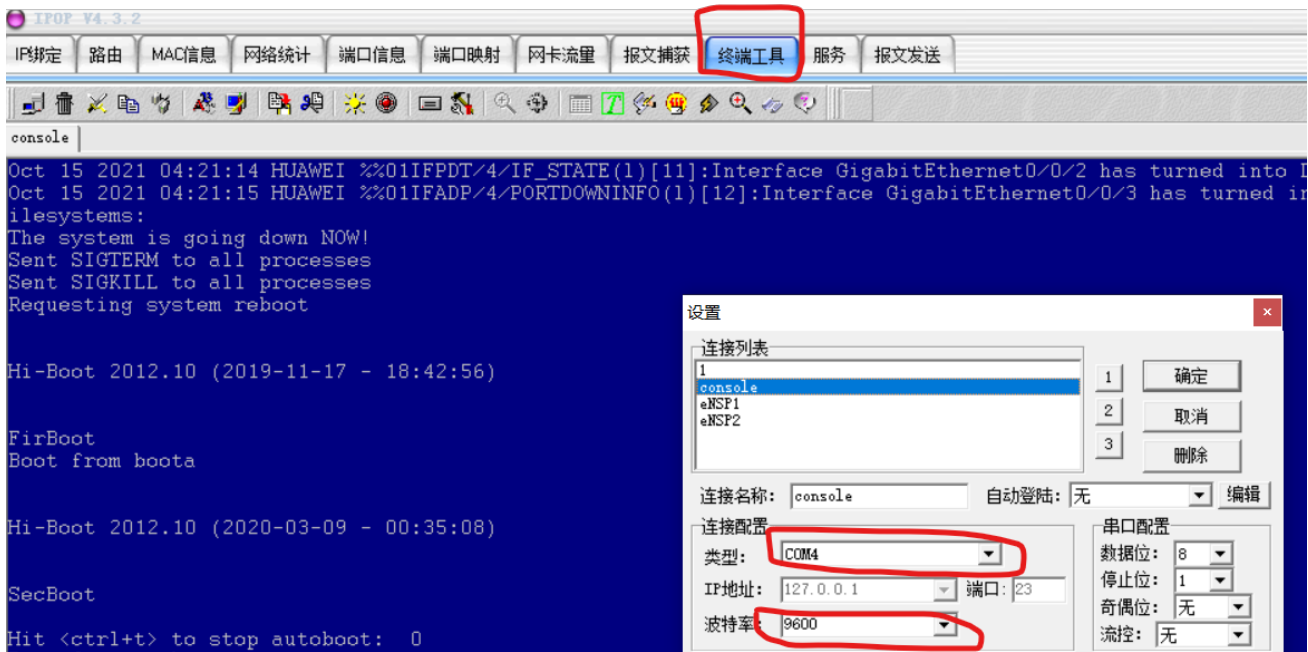 IPOP V4.3.2
IP绑定 路由 MAC信息 网络统计 端口信息 端口映射 网卡流量 报文捕获 终端工具 服务 报文发送
console
Oct 15 2021 04:21:14 HUAWEI %%01IFPDT/4/IF_STATE(l)[11]:Interface GigabitEthernet0/0/2 has turned into
Oct 15 2021 04:21:15 HUAWEI %%01IFADP/4/PORTDOWNINFO(l)[12]:Interface GigabitEthernet0/0/3 has turned in
ilesystems:
The system is going down NOW!
Sent SIGTERM to all processes
Sent SIGKILL to all processes
Requesting system reboot
Hi-Boot 2012.10 (2019-11-17 - 18:42:56)
FirBoot
Boot from boota
Hi-Boot 2012.10 (2020-03-09 - 00:35:08)
SecBoot
Hit <ctrl+t> to stop autoboot: 0
设置
连接列表
1
console
eNSP1
eNSP2
1 确定
2 取消
3 删除
连接名称: console 自动登陆: 无 编辑
连接配置
类型: COM4
IP地址: 127.0.0.1 端口: 23
波特率: 9600
串口配置
数据位: 8
停止位: 1
奇偶位: 无
流控: 无